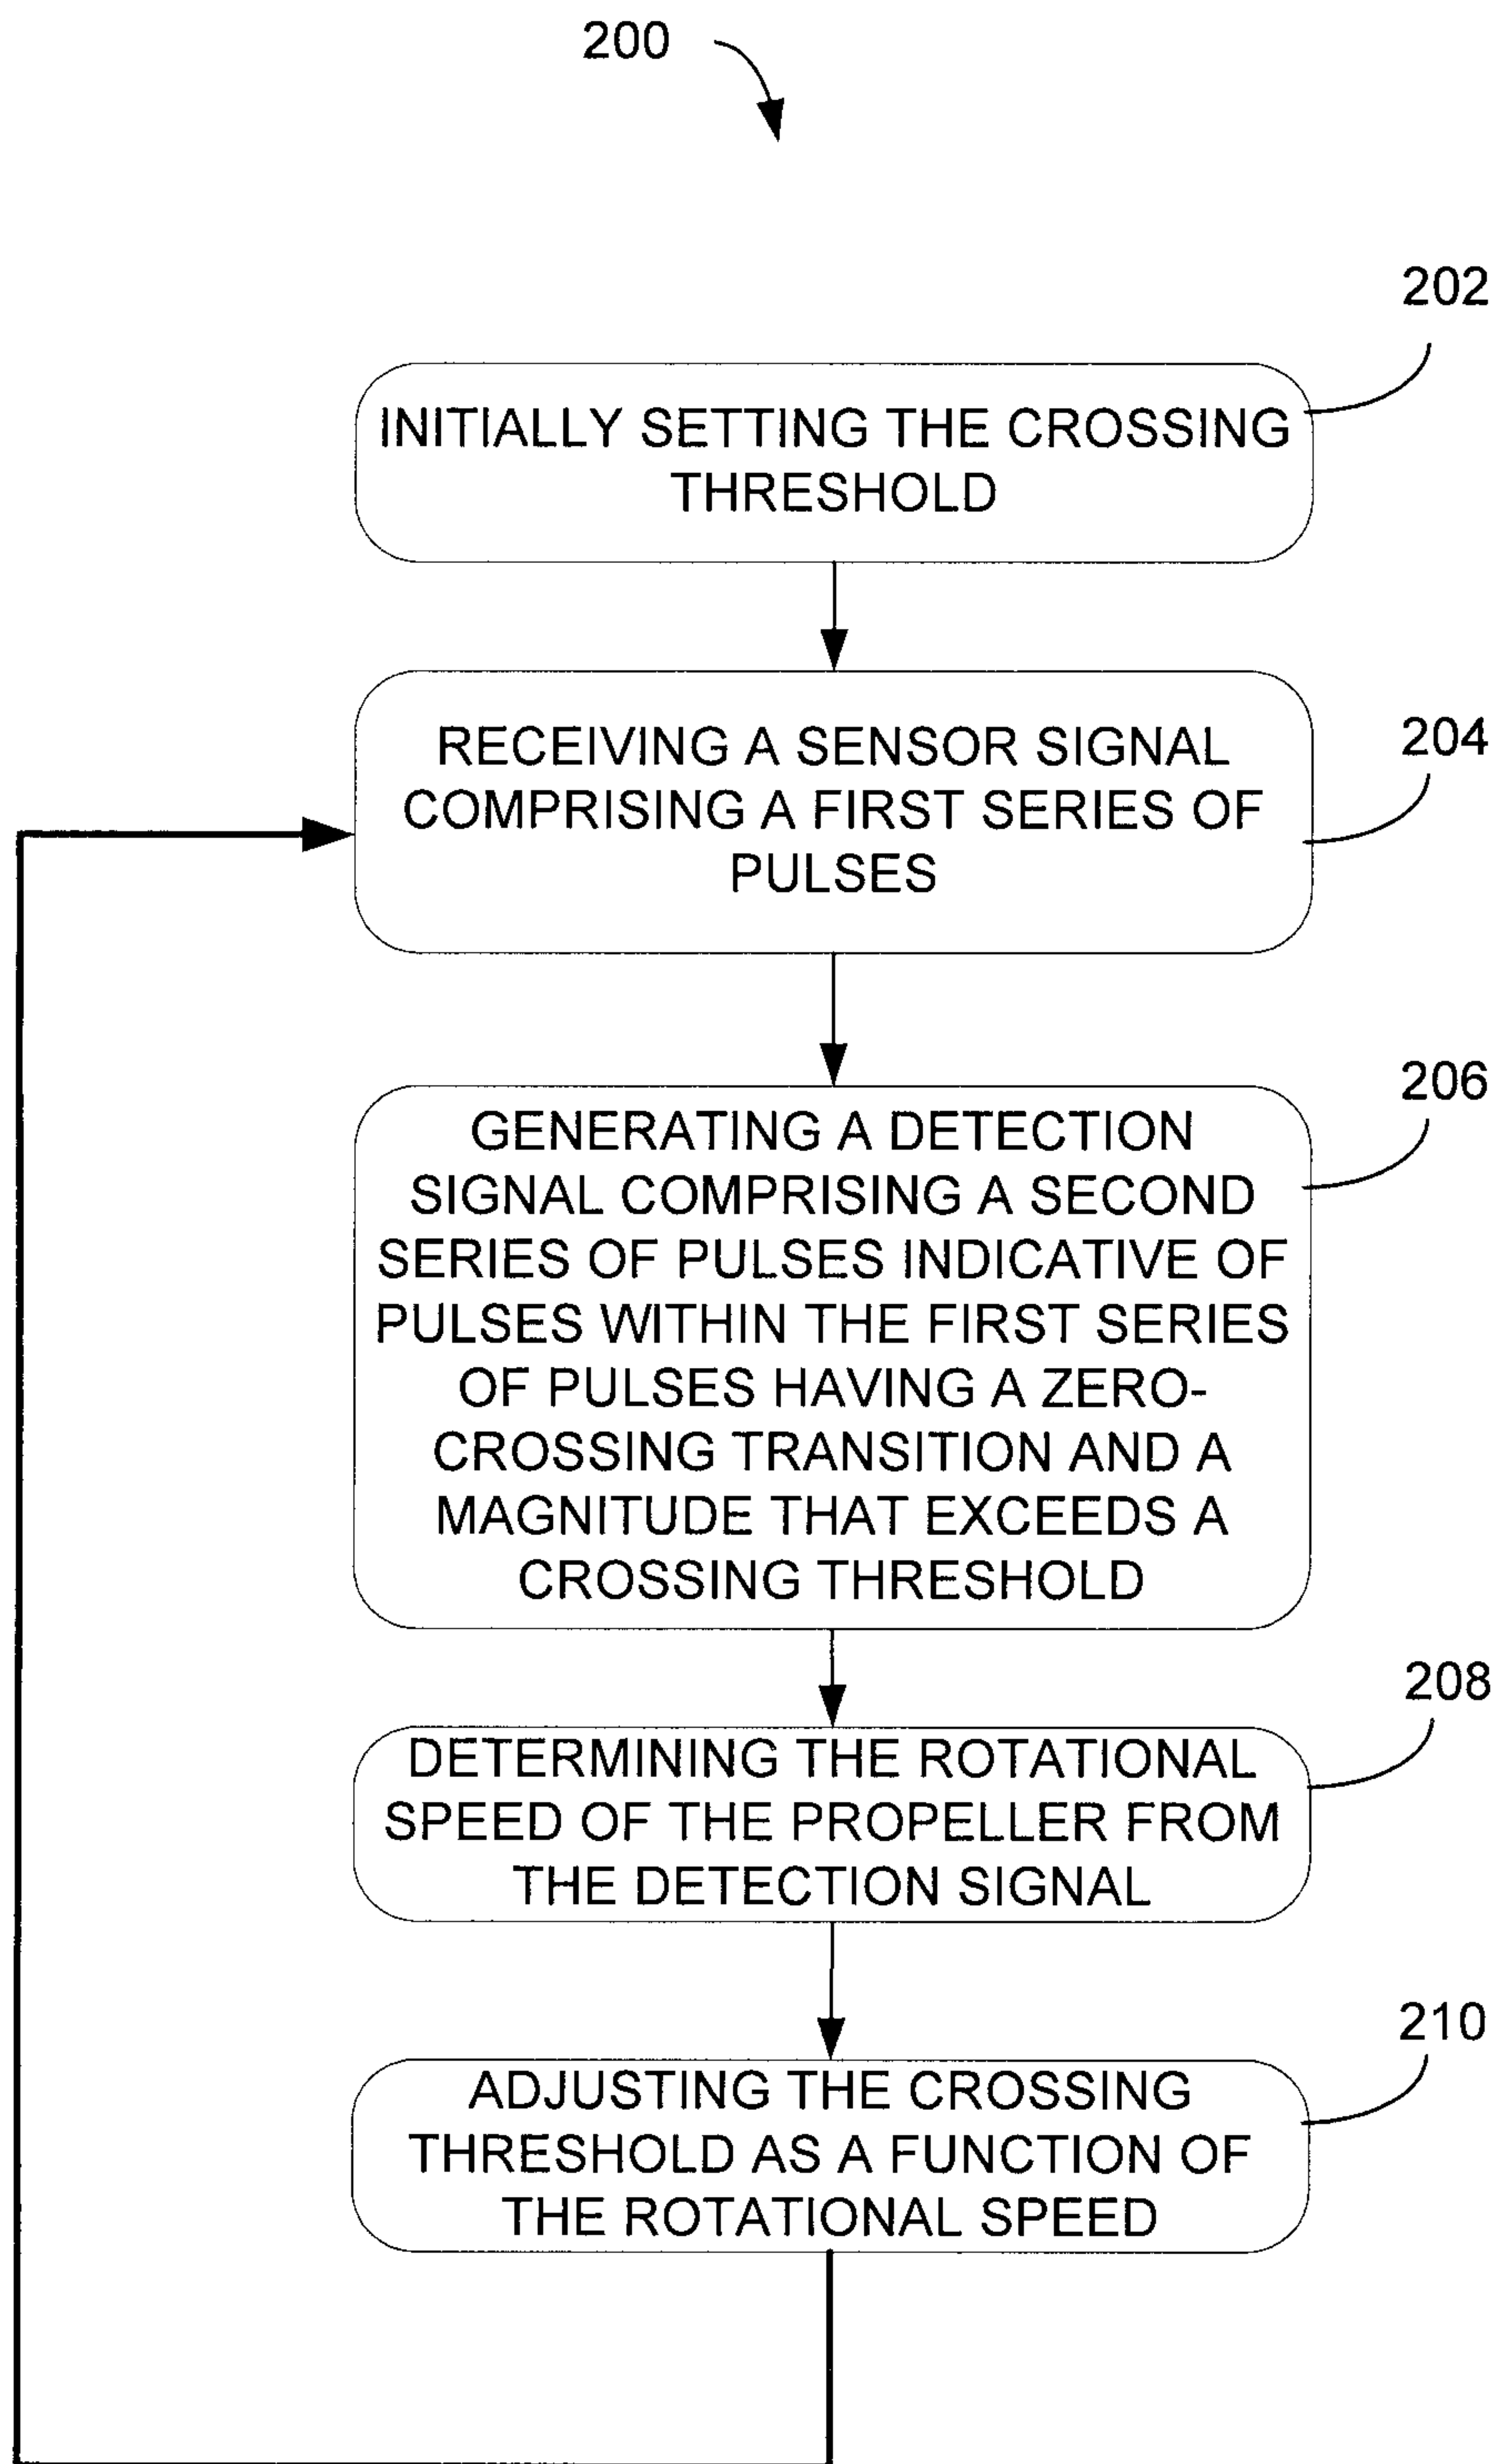 200
202
INITIALLY SETTING THE CROSSING
THRESHOLD
204
RECEIVING A SENSOR SIGNAL
COMPRISING A FIRST SERIES OF
PULSES
206
GENERATING A DETECTION
SIGNAL COMPRISING A SECOND
SERIES OF PULSES INDICATIVE OF
PULSES WITHIN THE FIRST SERIES
OF PULSES HAVING A ZERO-
CROSSING TRANSITION AND A
MAGNITUDE THAT EXCEEDS A
CROSSING THRESHOLD
208
DETERMINING THE ROTATIONAL
SPEED OF THE PROPELLER FROM
THE DETECTION SIGNAL
210
ADJUSTING THE CROSSING
THRESHOLD AS A FUNCTION OF
THE ROTATIONAL SPEED